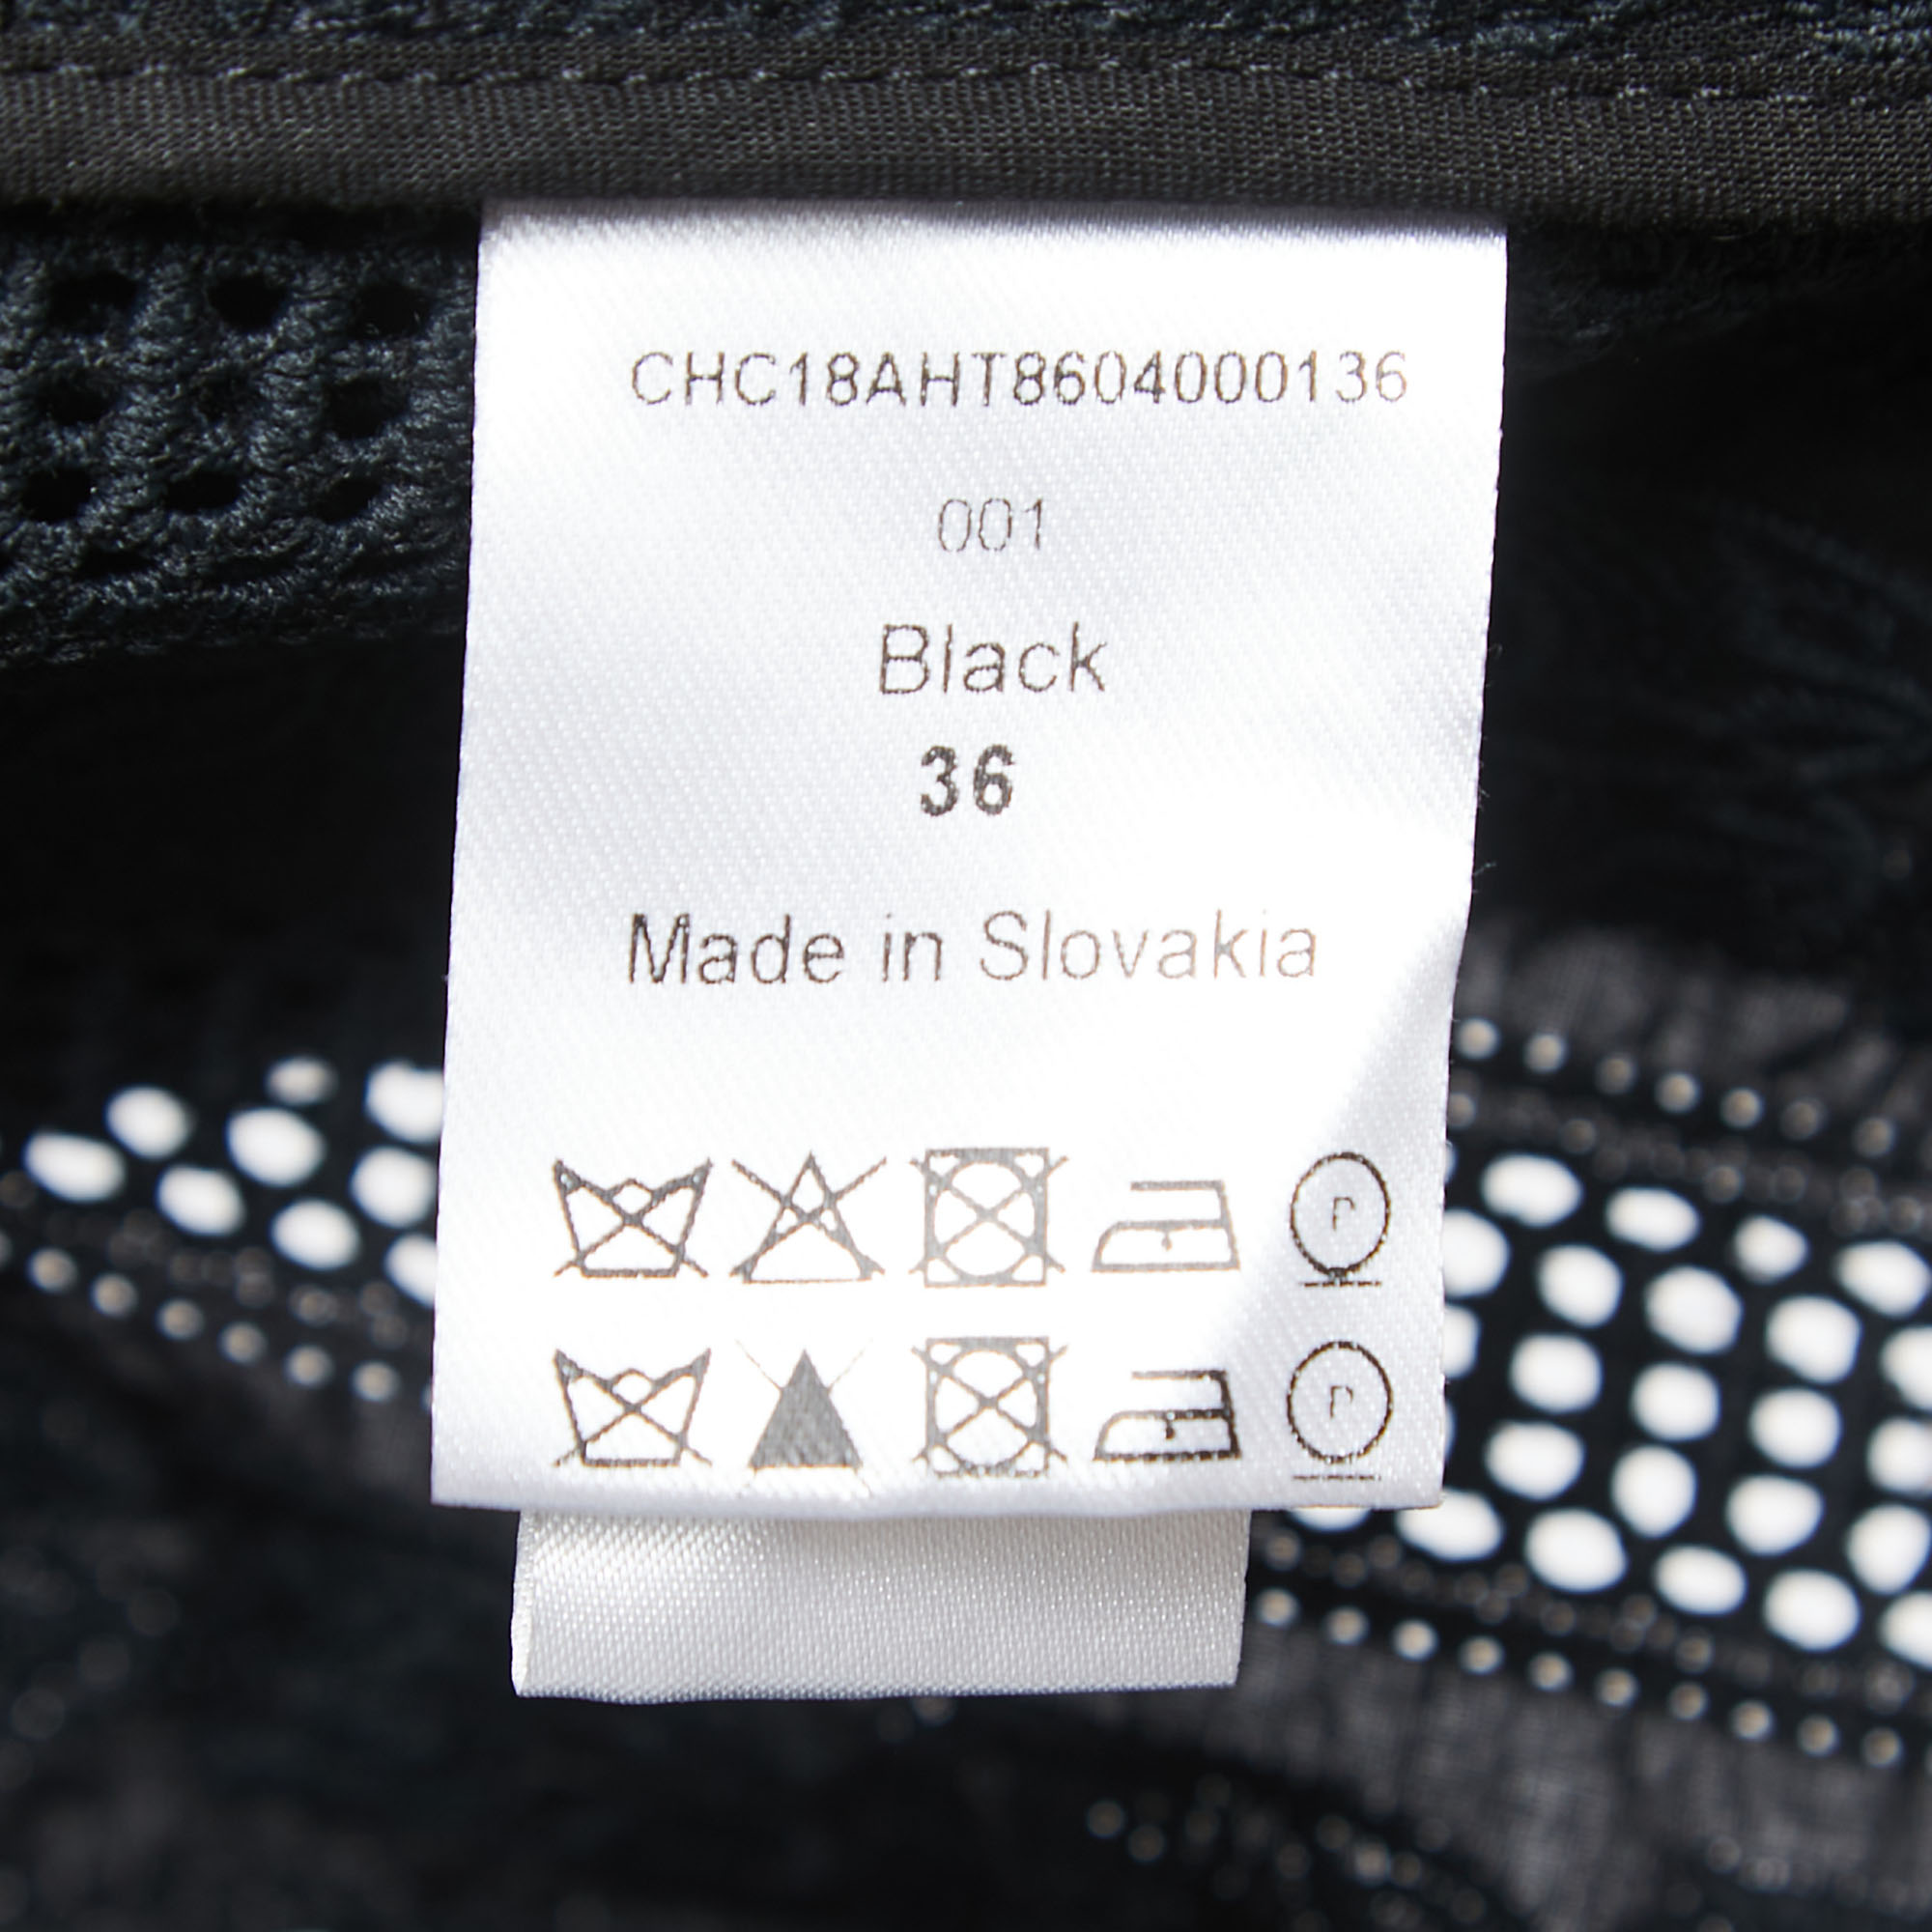 CHC18AHT8604000136
001
Black
36
Made in Slovakia
P
P